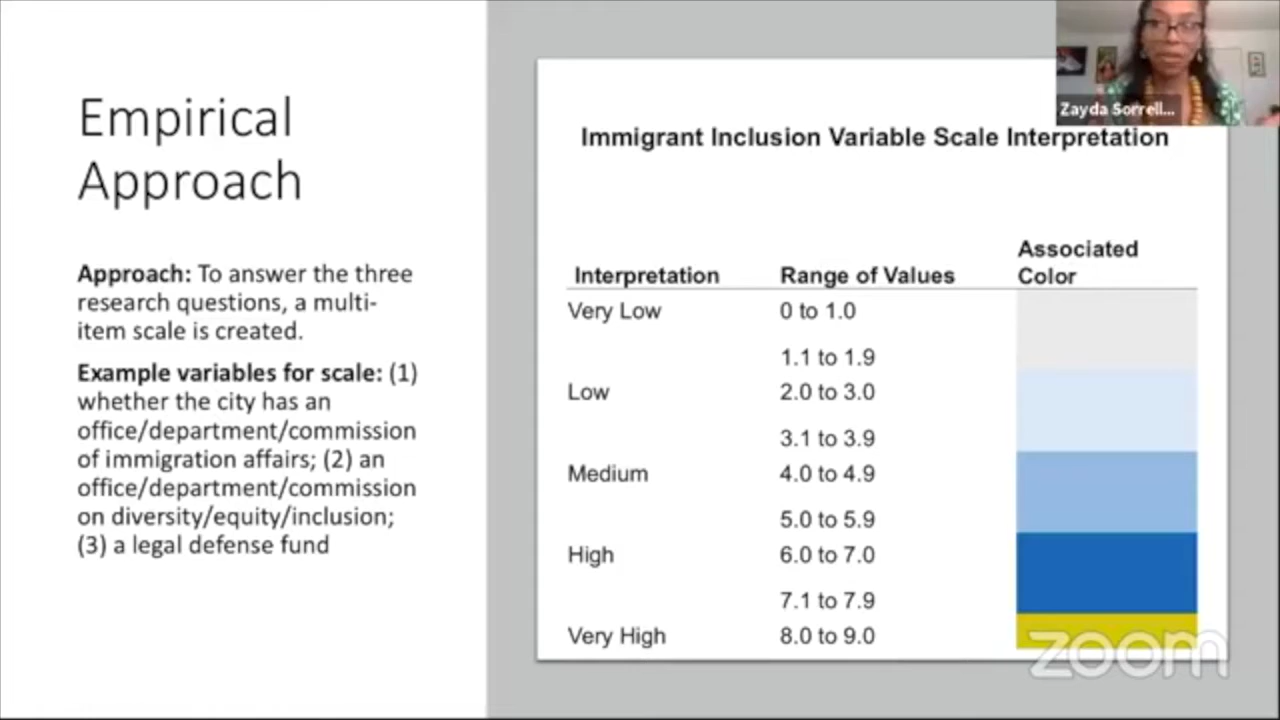 Empirical
Approach
Approach: To answer the three
research questions, a multi-
item scale is created.
Example variables for scale: (1)
whether the city has an
office/department/commission
of immigration affairs; (2) an
office/department/commission
on diversity/equity/inclusion;
(3) a legal defense fund
Zayda Sorrell...
Immigrant Inclusion Variable Scale Interpretation
Interpretation Range of Values Associated
Color
Very Low 0 to 1.0
1.1 to 1.9
Low 2.0 to 3.0
3.1 to 3.9
Medium 4.0 to 4.9
5.0 to 5.9
High 6.0 to 7.0
7.1 to 7.9
Very High 8.0 to 9.0
zoom